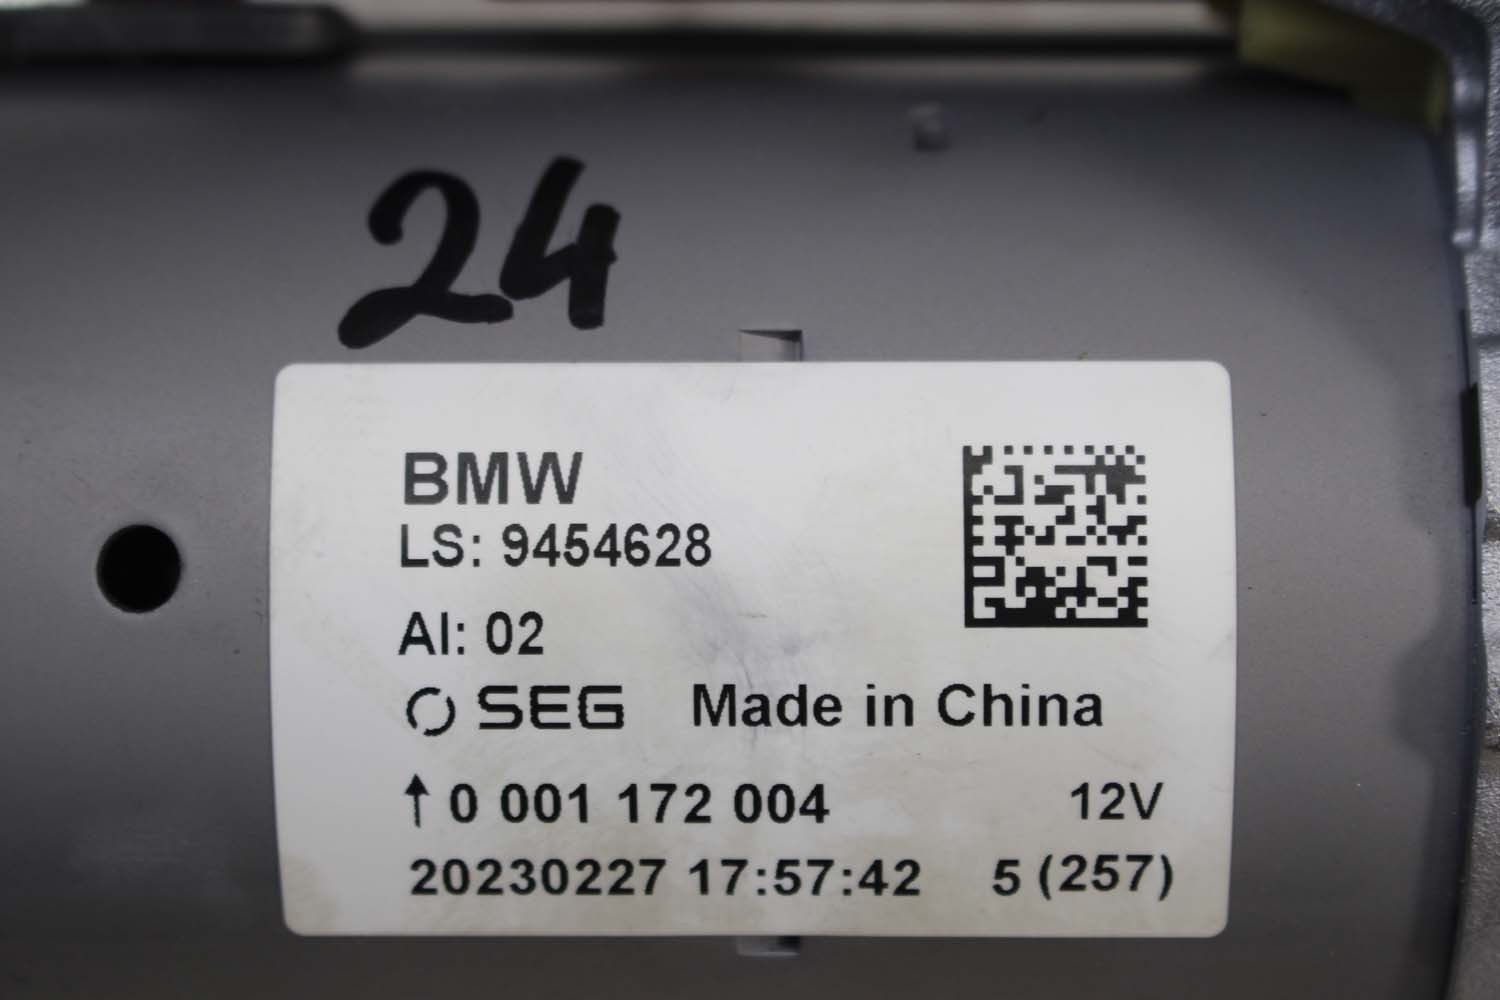 24
BMW
LS: 9454628
AI: 02
SEG Made in China
↑ 0 001 172 004 12V
20230227 17:57:42 5 (257)